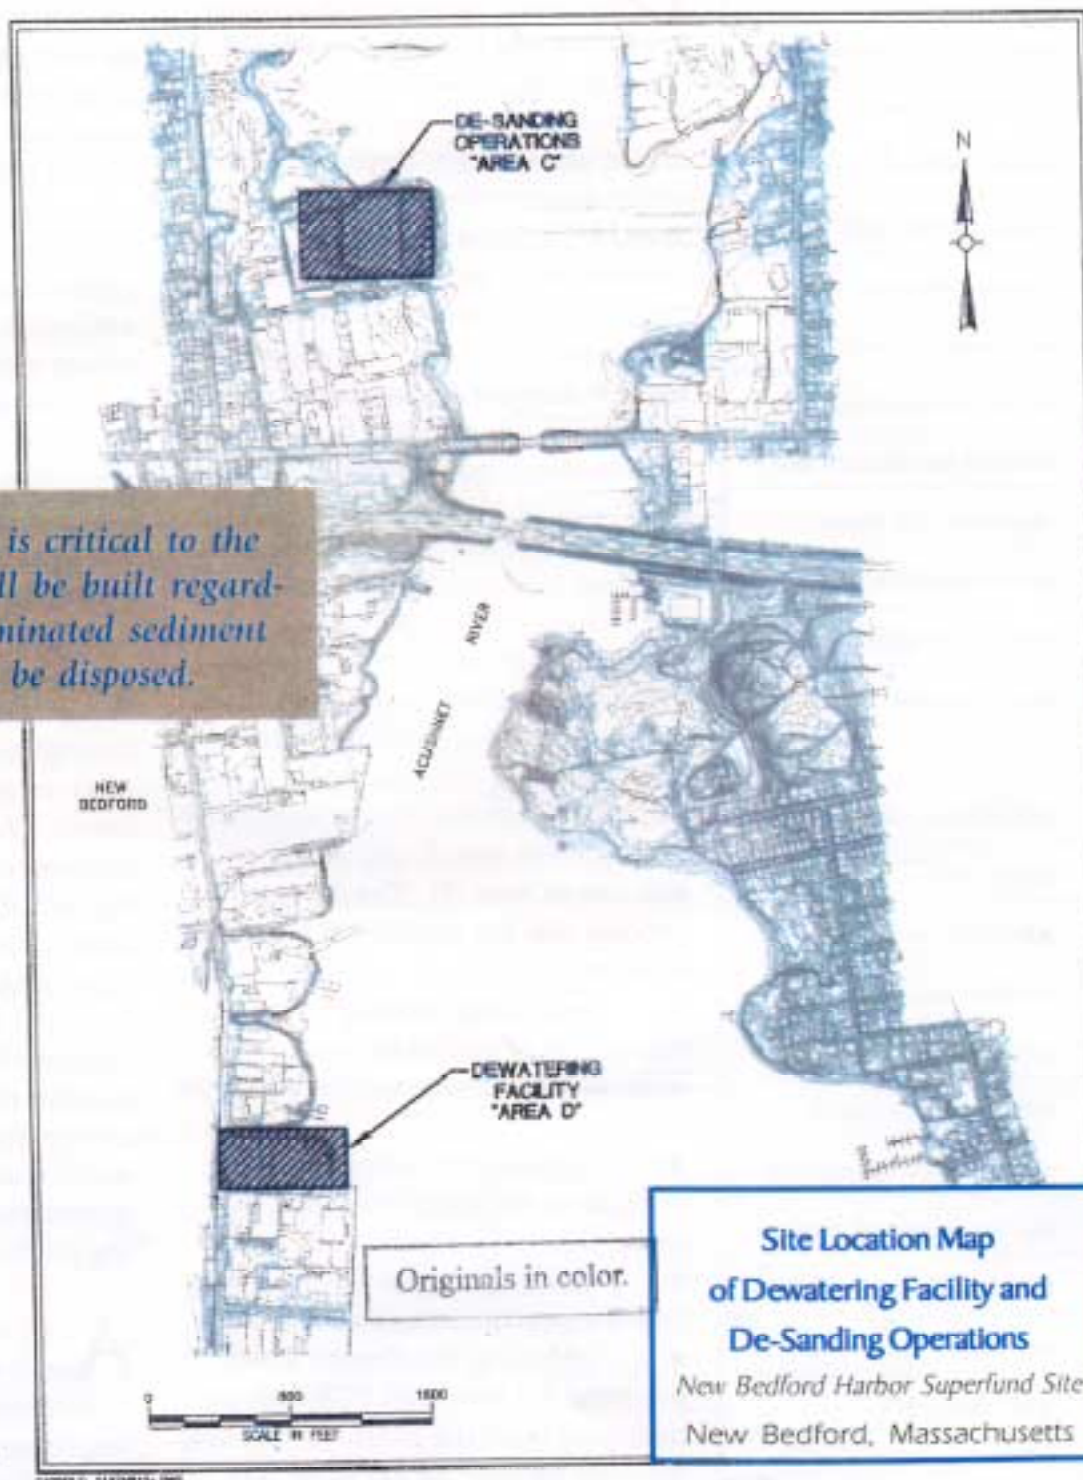 DE-SANDING
OPERATIONS
"AREA C"
N
is critical to the
ll be built regard-
minated sediment
be disposed.
RIVER
ACUSHNET
NEW
BEDFORD
DEWATERING
FACILITY
"AREA D"
Originals in color.
Site Location Map
of Dewatering Facility and
De-Sanding Operations
New Bedford Harbor Superfund Site
New Bedford, Massachusetts
0 800 1600
SCALE IN FEET